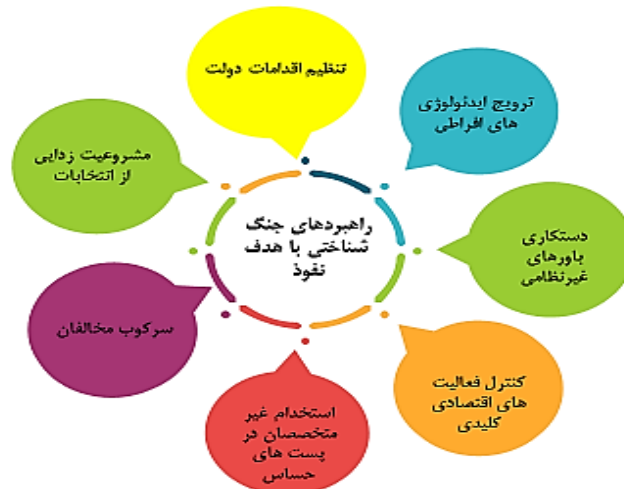 تنظیم اقدامات دولت
ترویج ایدئولوژی
های افراطی
دستکاری
باورهای
غیرنظامی
کنترل فعالیت
های اقتصادی
کلیدی
استخدام غیر
متخصصان در
پست های
حساس
سرکوب مخالفان
مشروعیت زدایی
از انتخابات
راهبردهای جنگ
شناختی با هدف
نفوذ